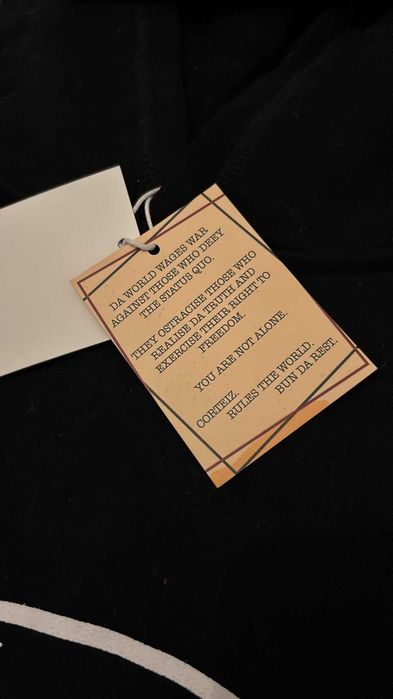 DA WORLD WAGES WAR
AGAINST THOSE WHO DEFY
THE STATUS QUO.
THEY OSTRACISE THOSE WHO
REALISE DA TRUTH AND
EXERCISE THEIR RIGHT TO
FREEDOM.
YOU ARE NOT ALONE.
CORTEIZ.
RULES THE WORLD.
BUN DA REST.